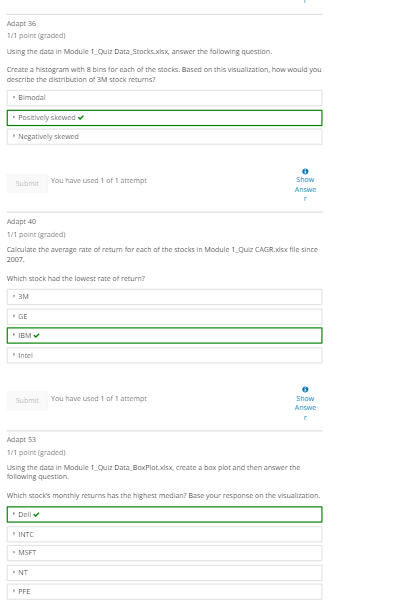 r
Adapt 36
1/1 point (graded)
Using the data in Module 1_Quiz Data_Stocks.xlsx, answer the following question.
Create a histogram with 8 bins for each of the stocks. Based on this visualization, how would you
describe the distribution of 3M stock returns?
Bimodal
Positively skewed ✔
Negatively skewed
Submit
You have used 1 of 1 attempt
Show
Answe
r
Adapt 40
1/1 point (graded)
Calculate the average rate of return for each of the stocks in Module 1_Quiz CAGR.xlsx file since
2007.
Which stock had the lowest rate of return?
3M
GE
IBM ✔
Intel
Submit
You have used 1 of 1 attempt
Show
Answe
r
Adapt 53
1/1 point (graded)
Using the data in Module 1_Quiz Data_BoxPlot.xlsx, create a box plot and then answer the
following question.
Which stock's monthly returns has the highest median? Base your response on the visualization.
Dell ✔
INTC
MSFT
NT
PFE